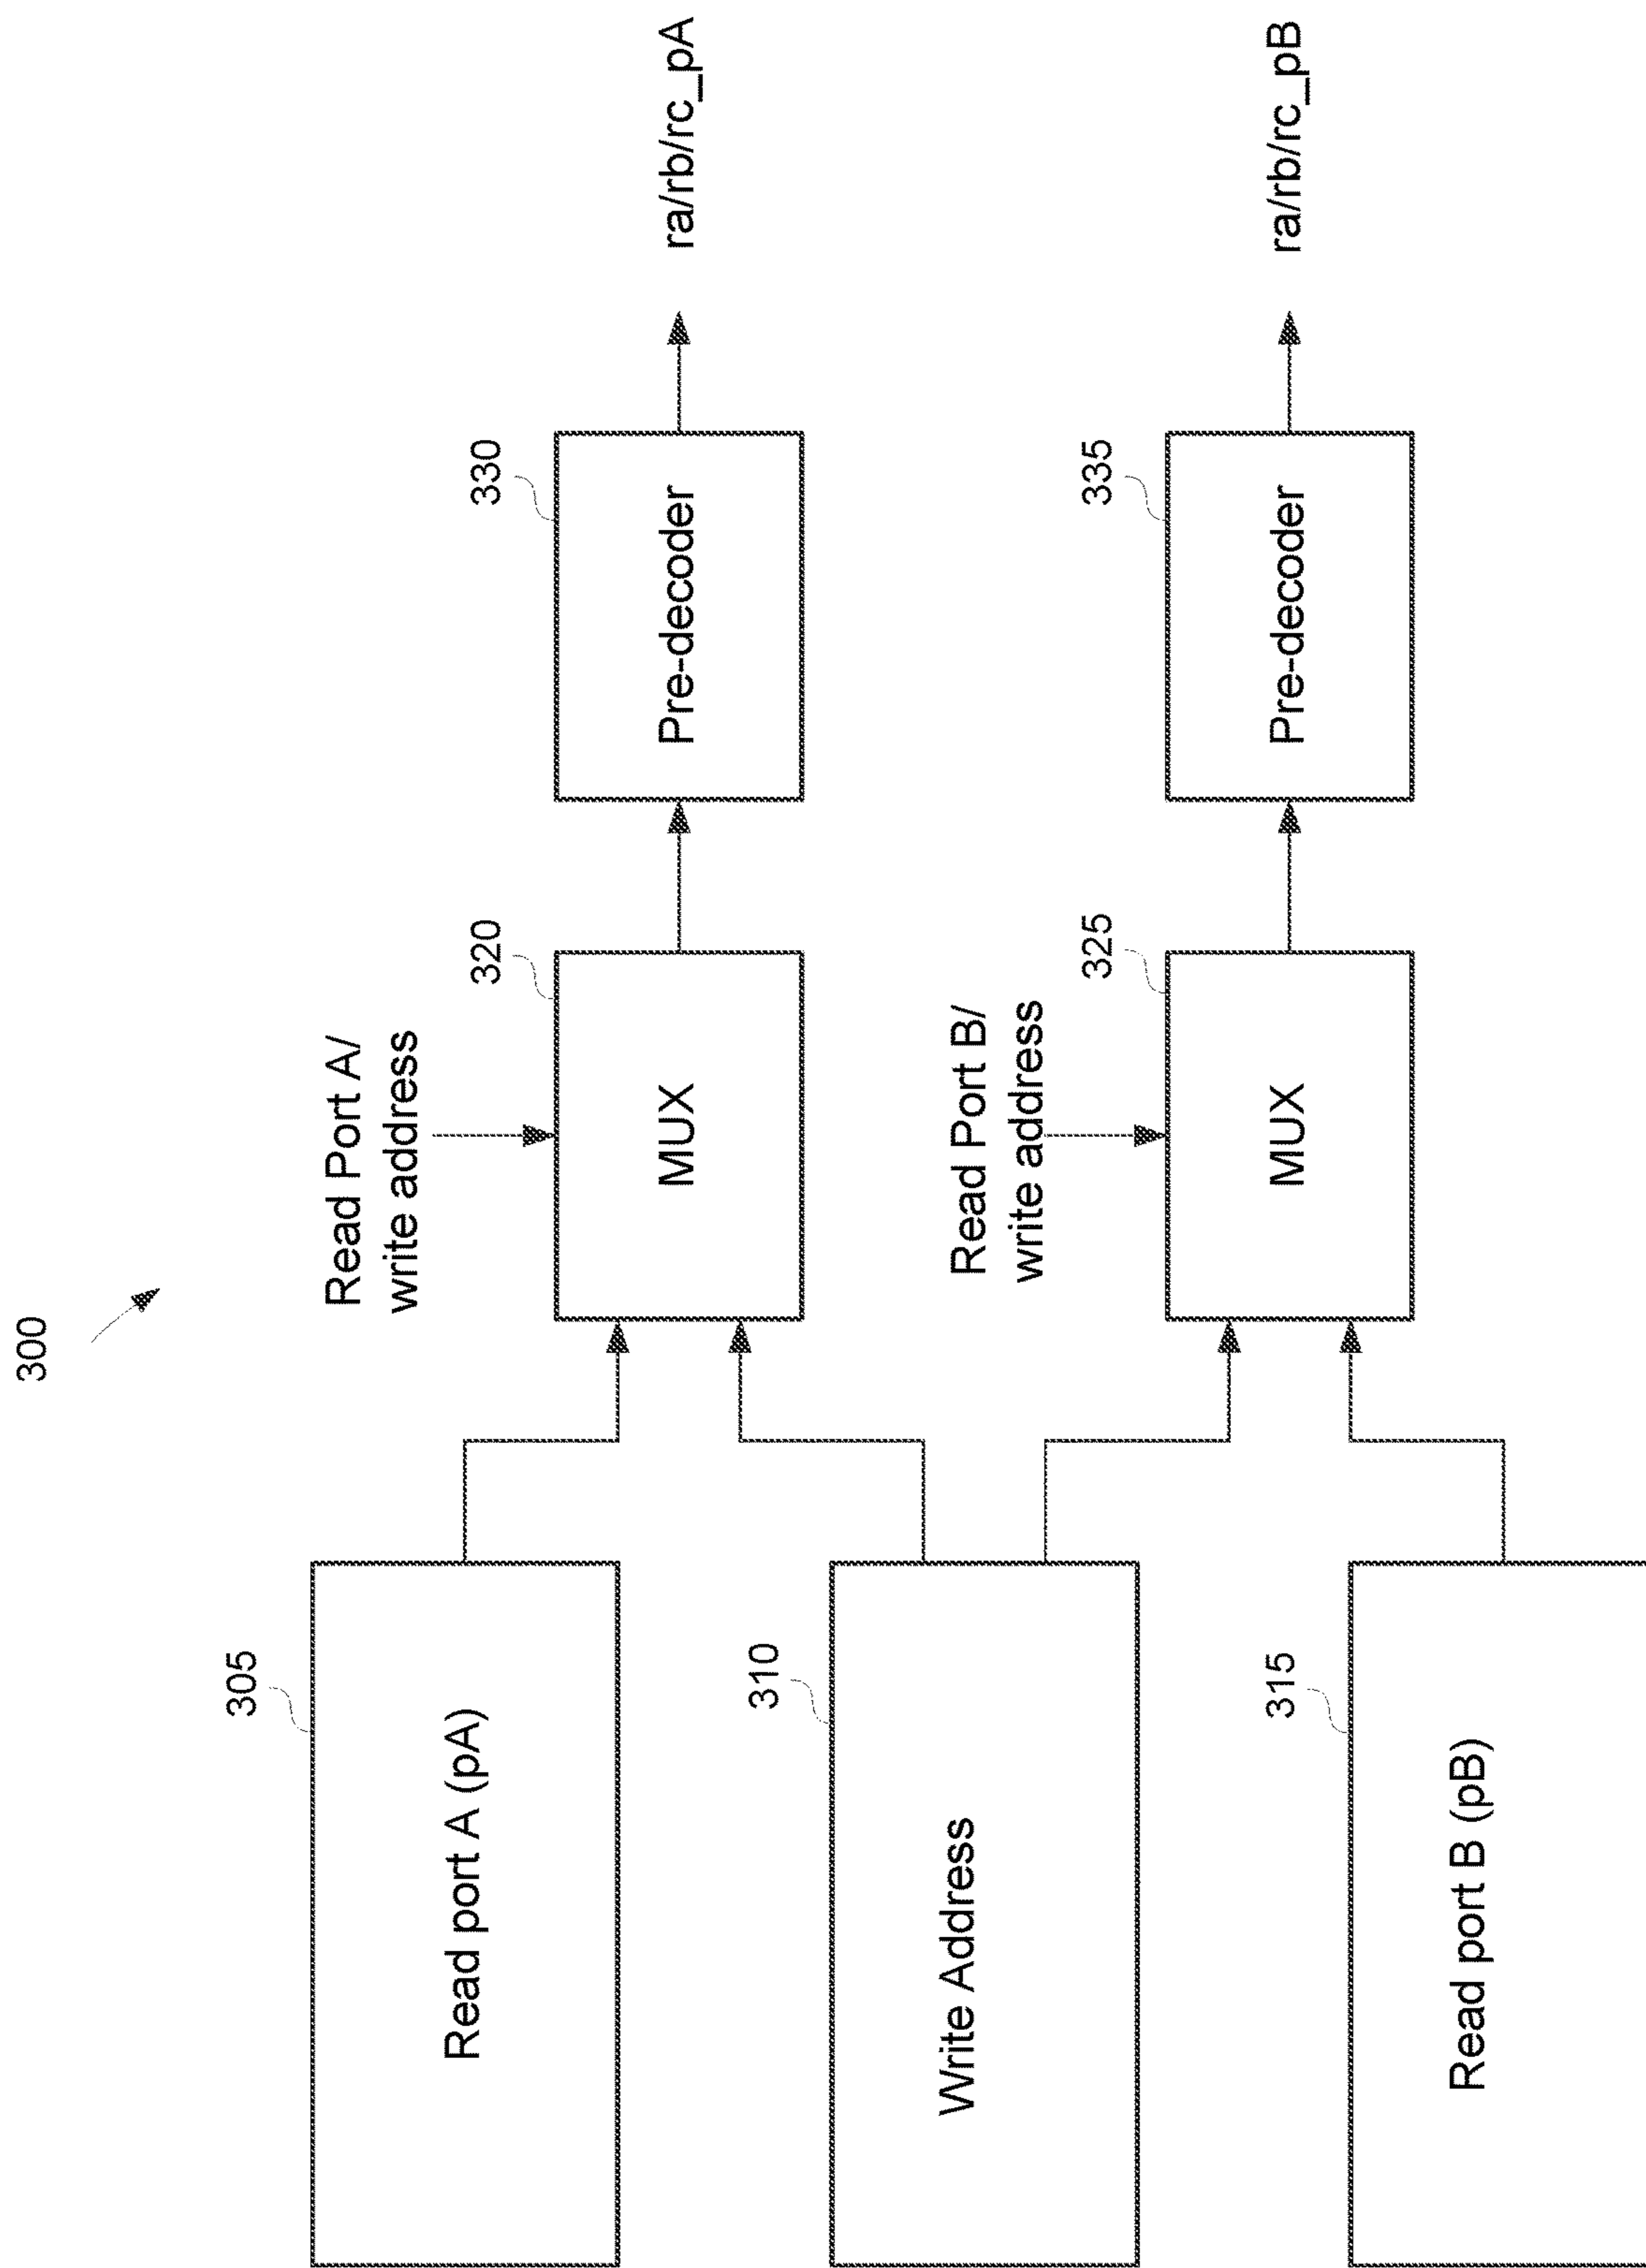 300
305
Read port A (pA)
Read Port A/
write address
320
MUX
330
Pre-decoder
ra/rb/rc_pA
310
Write Address
Read Port B/
write address
325
MUX
335
Pre-decoder
ra/rb/rc_pB
315
Read port B (pB)